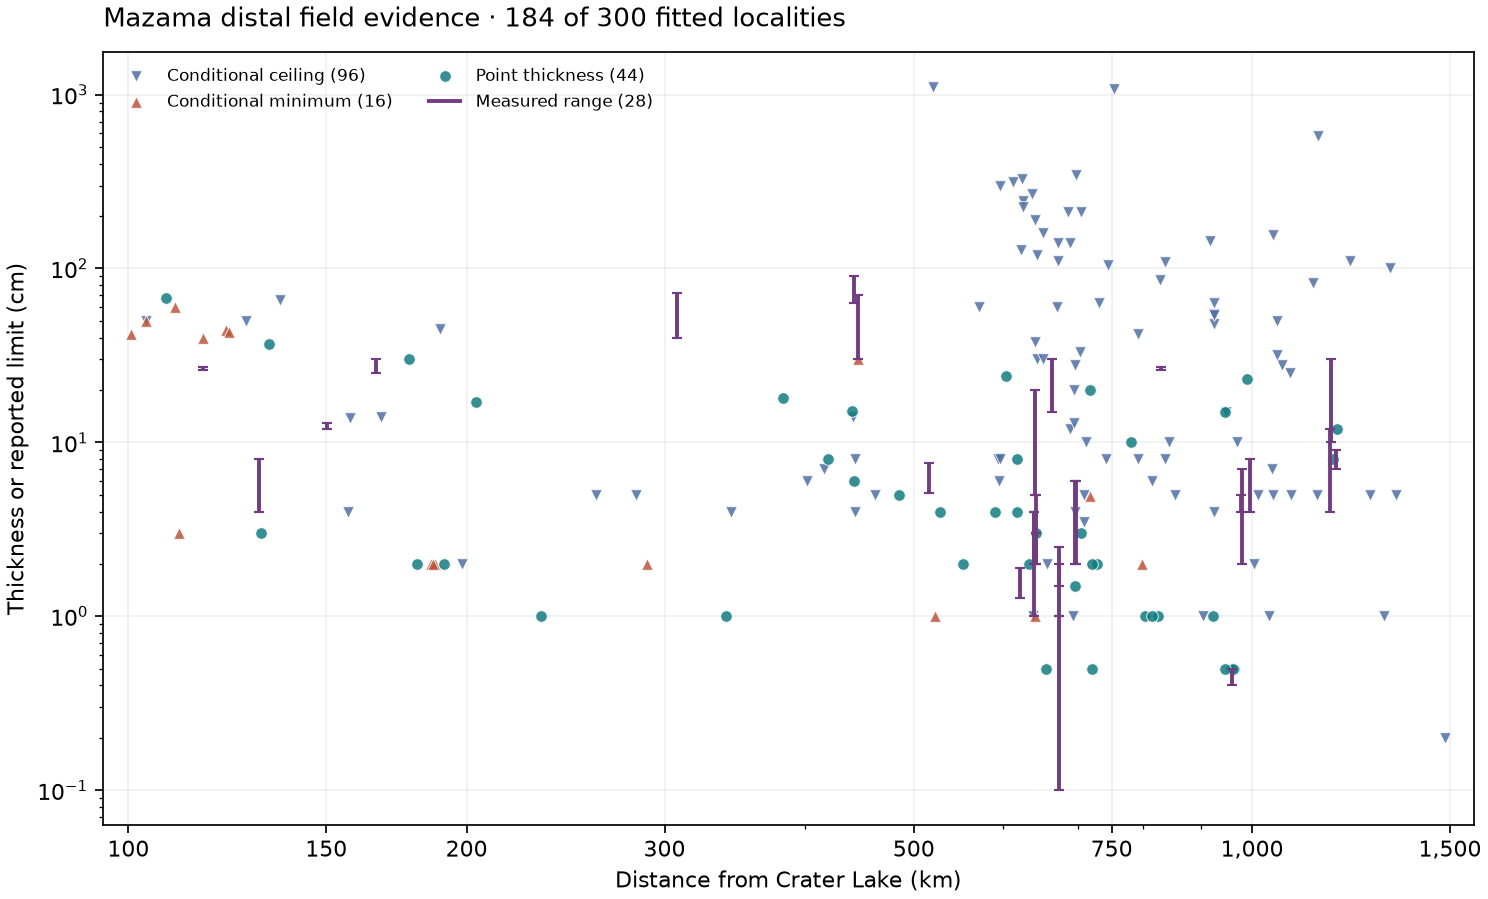 Mazama distal field evidence · 184 of 300 fitted localities
Conditional ceiling (96)
Conditional minimum (16)
Point thickness (44)
Measured range (28)
Thickness or reported limit (cm)
10³
10²
10¹
10⁰
10⁻¹
100 150 200 300 500 750 1,000 1,500
Distance from Crater Lake (km)